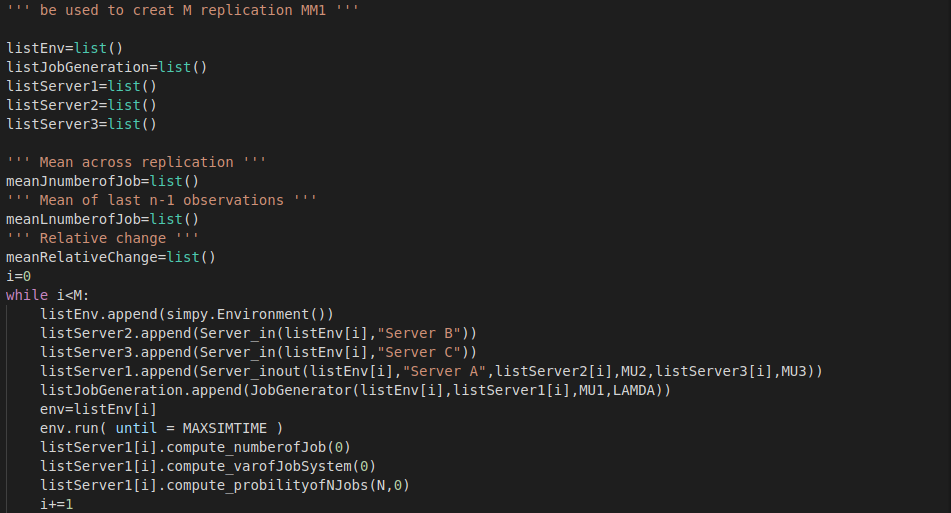 ''' be used to creat M replication MM1 '''
listEnv=list()
listJobGeneration=list()
listServer1=list()
listServer2=list()
listServer3=list()
''' Mean across replication '''
meanJnumberofJob=list()
''' Mean of last n-1 observations '''
meanLnumberofJob=list()
''' Relative change '''
meanRelativeChange=list()
i=0
while i<M:
    listEnv.append(simpy.Environment())
    listServer2.append(Server_in(listEnv[i],"Server B"))
    listServer3.append(Server_in(listEnv[i],"Server C"))
    listServer1.append(Server_inout(listEnv[i],"Server A",listServer2[i],MU2,listServer3[i],MU3))
    listJobGeneration.append(JobGenerator(listEnv[i],listServer1[i],MU1,LAMDA))
    env=listEnv[i]
    env.run( until = MAXSIMTIME )
    listServer1[i].compute_numberofJob(0)
    listServer1[i].compute_varofJobSystem(0)
    listServer1[i].compute_probilityofNJobs(N,0)
    i+=1